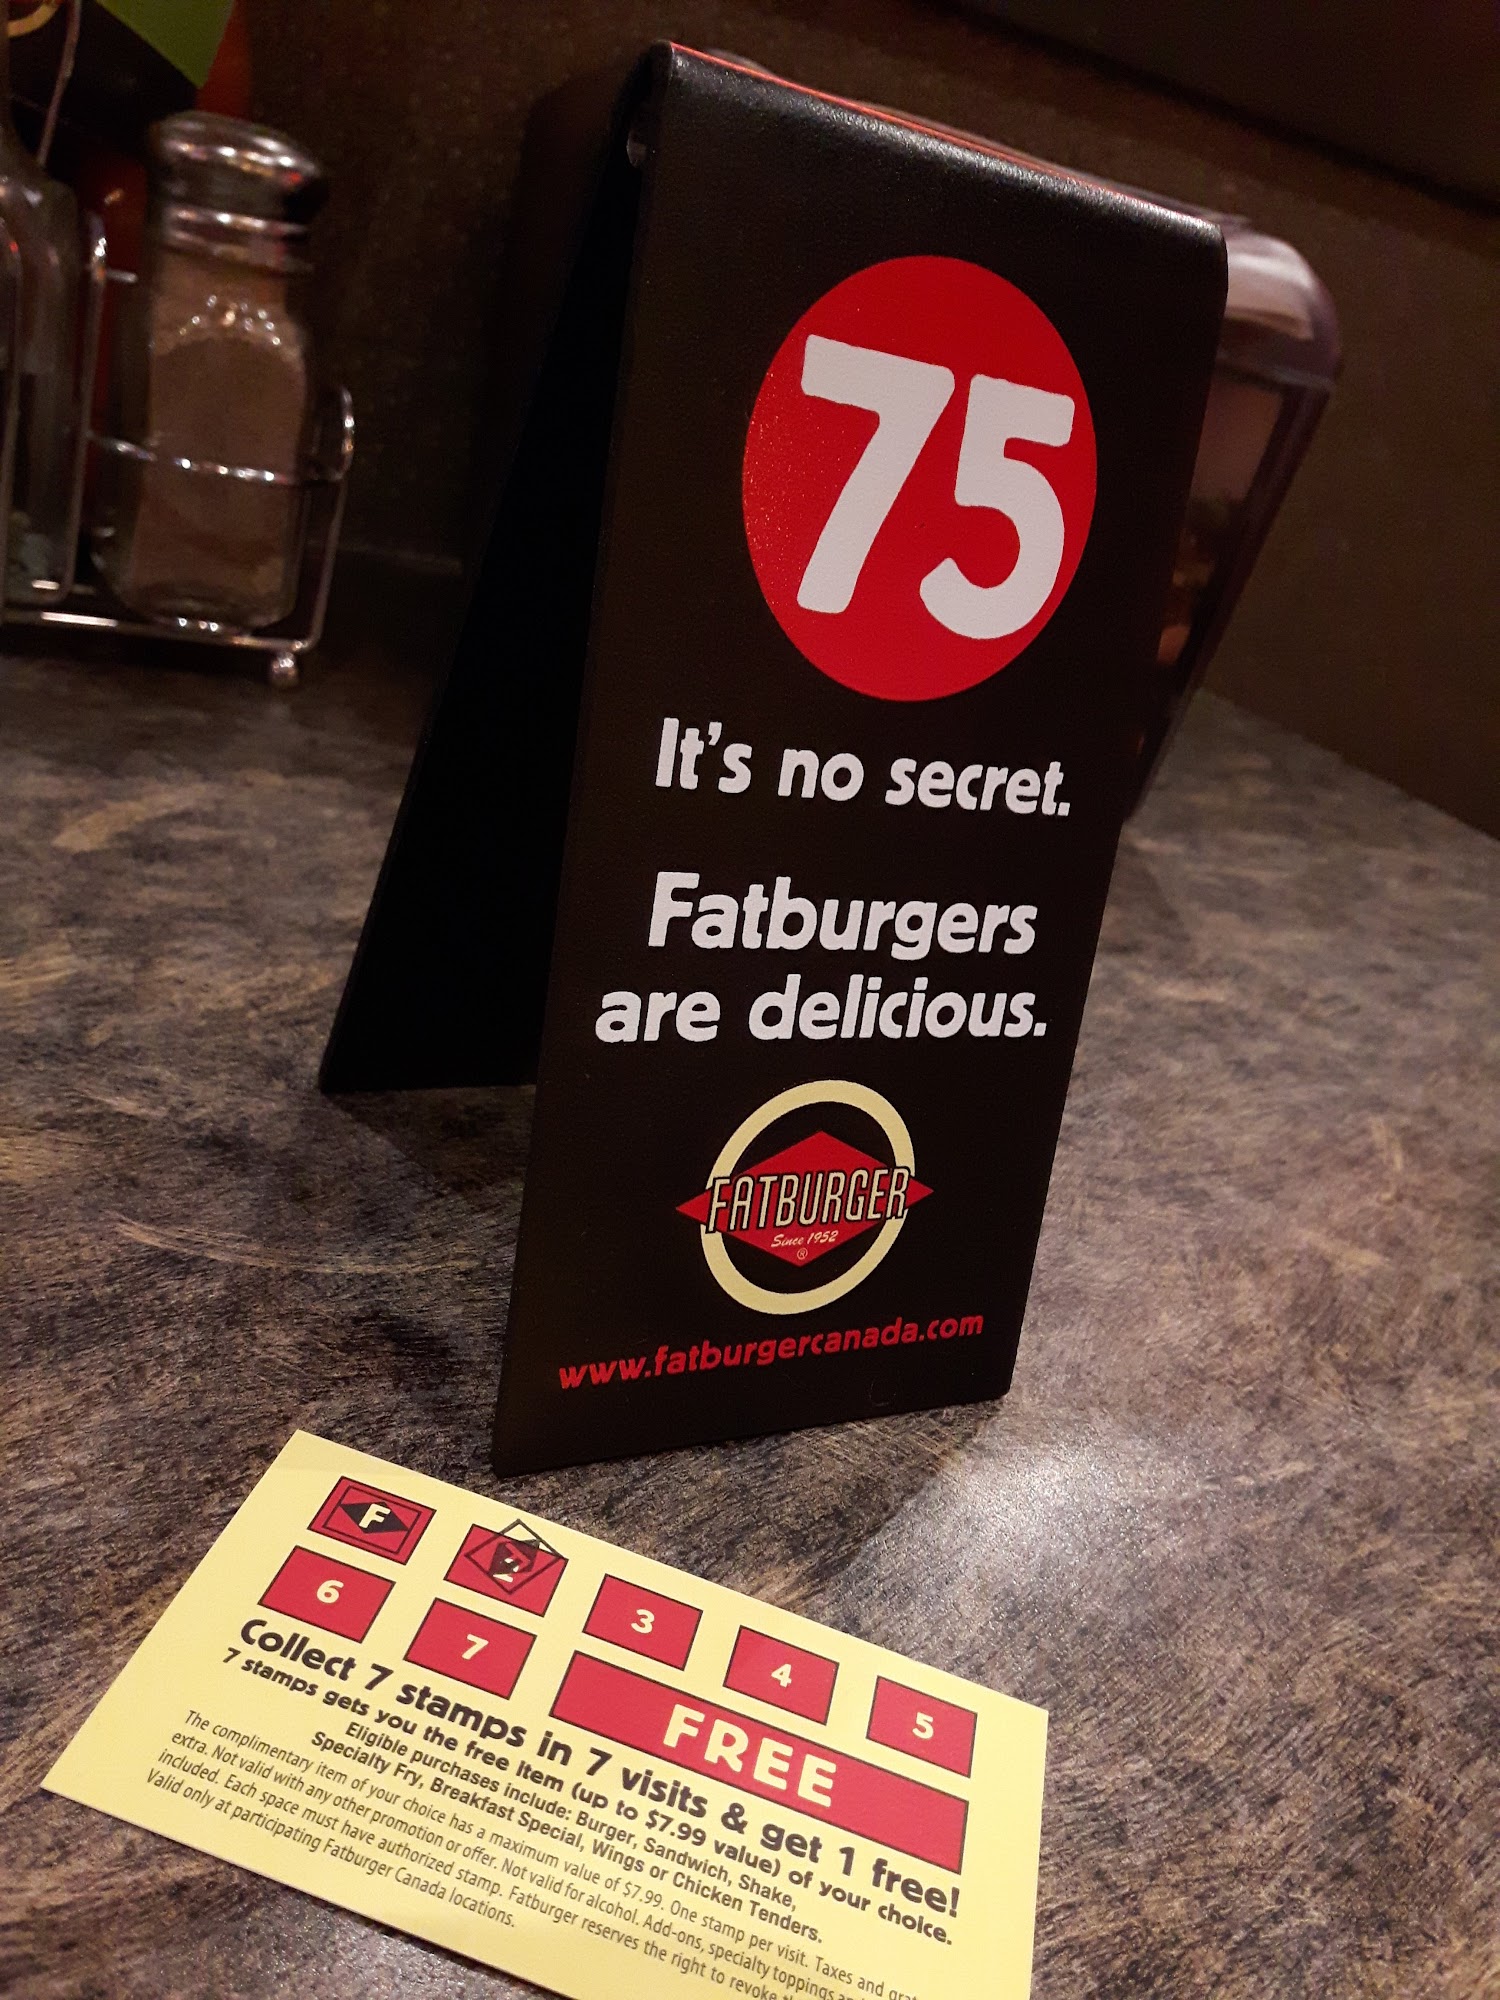 75
It's no secret.
Fatburgers
are delicious.
FATBURGER
Since 1952
®
www.fatburgercanada.com
F 2 3 4 5
6 7 FREE
Collect 7 stamps in 7 visits & get 1 free!
7 stamps gets you the free item (up to $7.99 value) of your choice.
Eligible purchases include: Burger, Sandwich, Shake,
Specialty Fry, Breakfast Special, Wings or Chicken Tenders.
The complimentary item of your choice has a maximum value of $7.99. One stamp per visit. Taxes and
extra. Not valid with any other promotion or offer. Not valid for alcohol. Add-ons, specialty toppings
included. Each space must have authorized stamp. Fatburger reserves the right to revoke
Valid only at participating Fatburger Canada locations.